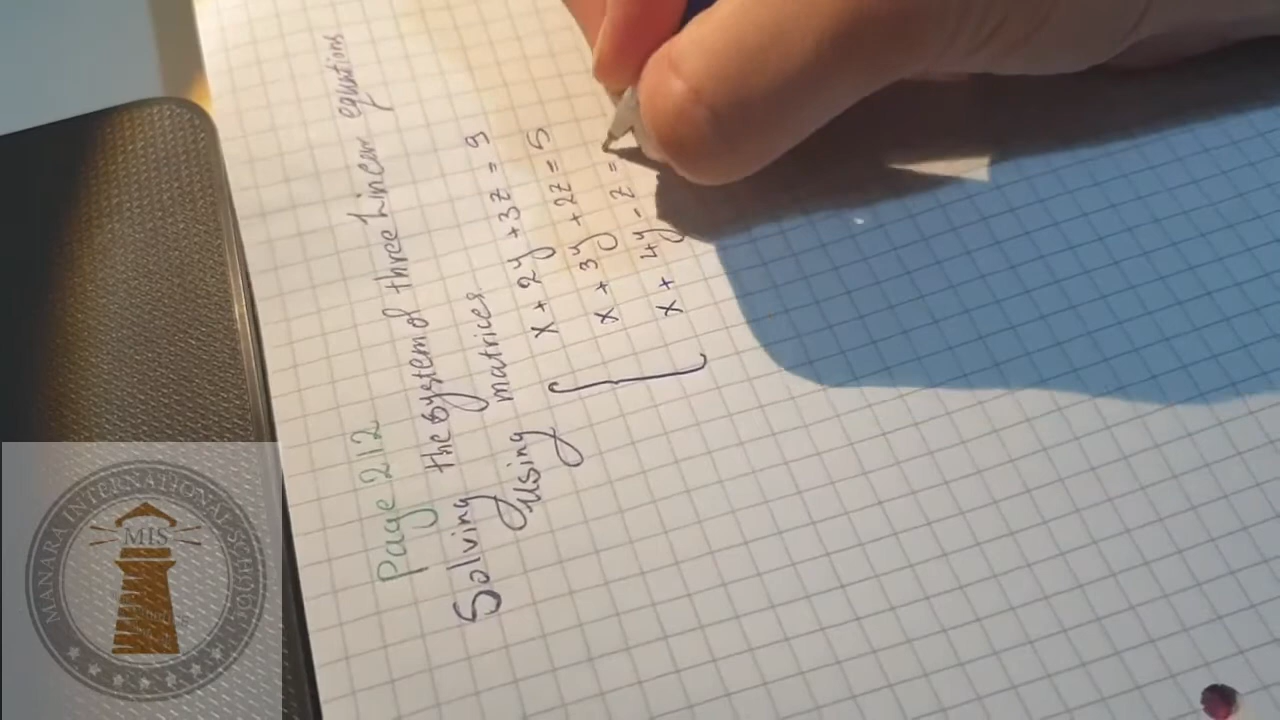 Page 212
Solving the system of three Linear equations
using matrices.
x + 2y + 3z = 9
x + 3y + 2z = 5
x + 4y - z =
MANARA INTERNATIONAL SCHOOL
MIS